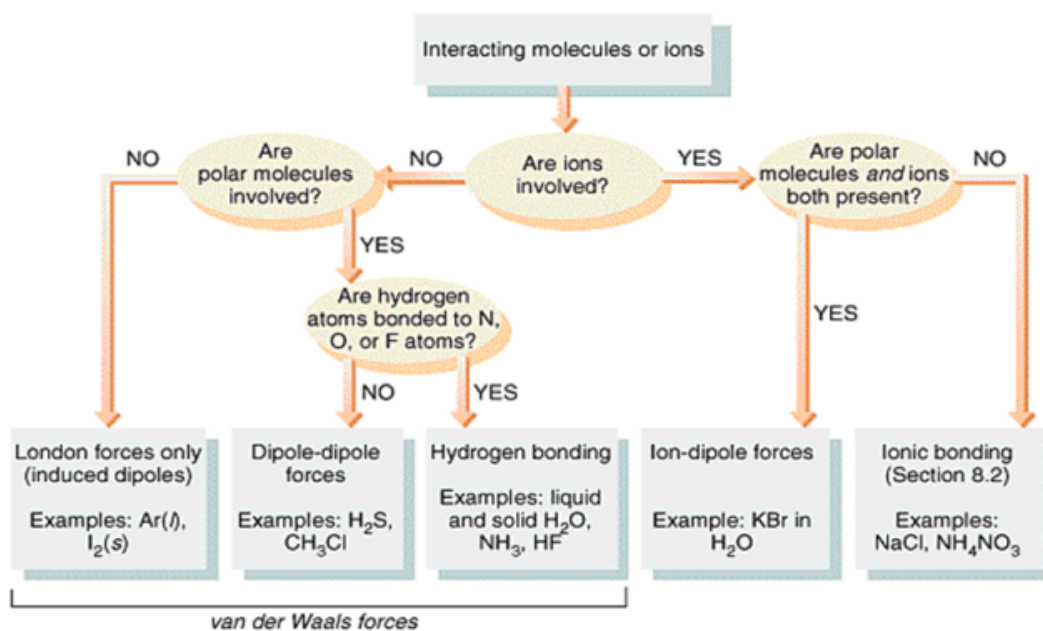 Interacting molecules or ions
NO
Are
polar molecules
involved?
NO
Are ions
involved?
YES
Are polar
molecules and ions
both present?
NO
YES
Are hydrogen
atoms bonded to N,
O, or F atoms?
YES
NO
YES
London forces only
(induced dipoles)
Examples: Ar(l),
I₂(s)
Dipole-dipole
forces
Examples: H₂S,
CH₃Cl
Hydrogen bonding
Examples: liquid
and solid H₂O,
NH₃, HF
Ion-dipole forces
Example: KBr in
H₂O
Ionic bonding
(Section 8.2)
Examples:
NaCl, NH₄NO₃
van der Waals forces